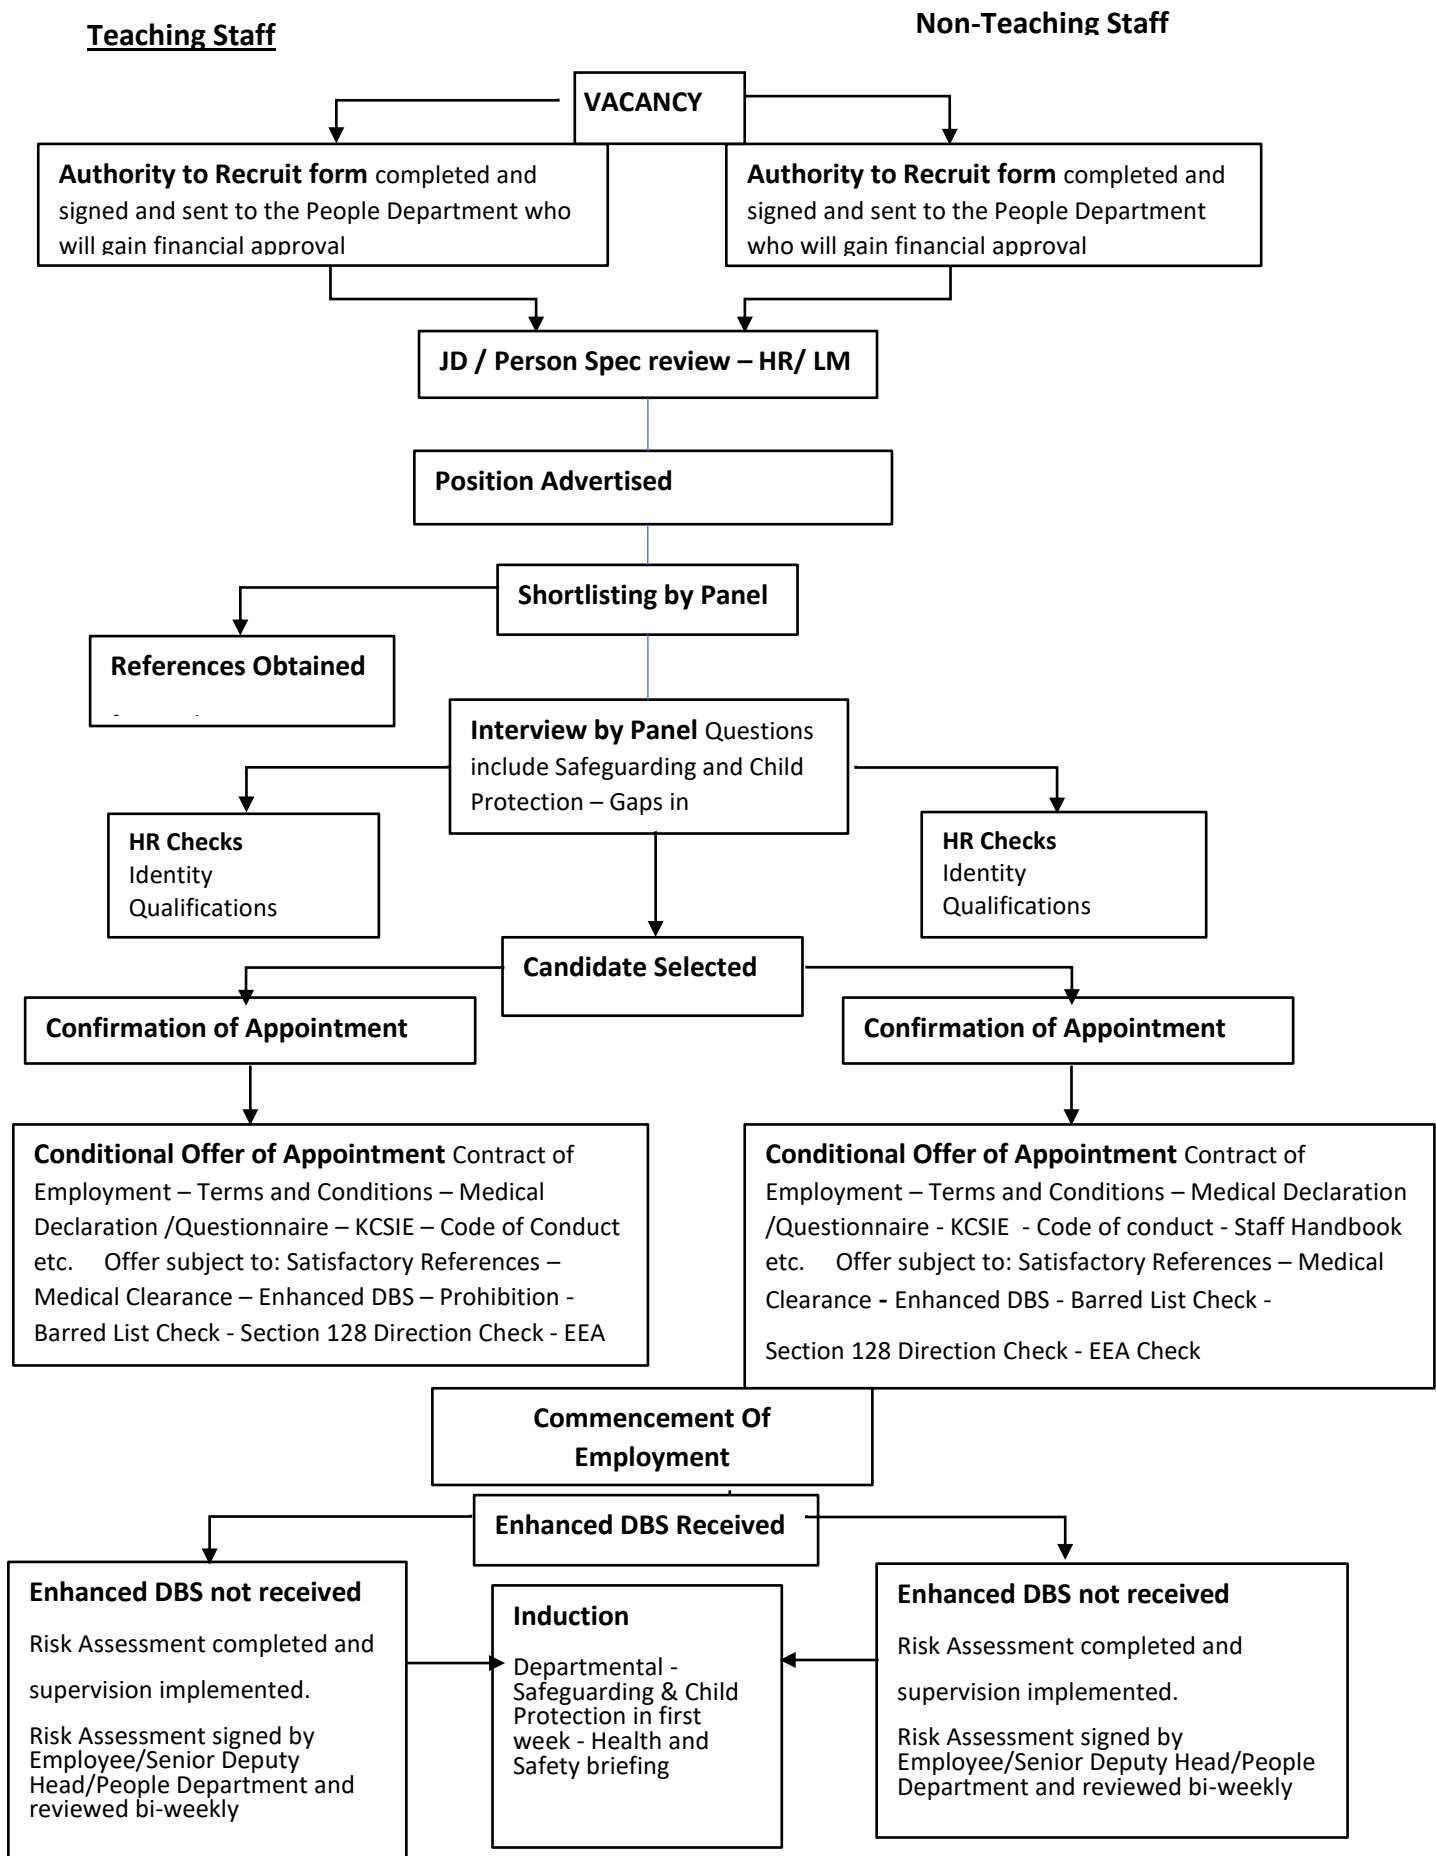 Teaching Staff
Non-Teaching Staff
VACANCY
Authority to Recruit form completed and
signed and sent to the People Department who
will gain financial approval
Authority to Recruit form completed and
signed and sent to the People Department
who will gain financial approval
JD / Person Spec review – HR/ LM
Position Advertised
Shortlisting by Panel
References Obtained
Interview by Panel Questions
include Safeguarding and Child
Protection – Gaps in
HR Checks
Identity
Qualifications
HR Checks
Identity
Qualifications
Candidate Selected
Confirmation of Appointment
Confirmation of Appointment
Conditional Offer of Appointment Contract of
Employment – Terms and Conditions – Medical
Declaration /Questionnaire – KCSIE – Code of Conduct
etc. Offer subject to: Satisfactory References –
Medical Clearance – Enhanced DBS – Prohibition -
Barred List Check - Section 128 Direction Check - EEA
Conditional Offer of Appointment Contract of
Employment – Terms and Conditions – Medical Declaration
/Questionnaire - KCSIE - Code of conduct - Staff Handbook
etc. Offer subject to: Satisfactory References – Medical
Clearance - Enhanced DBS - Barred List Check -
Section 128 Direction Check - EEA Check
Commencement Of
Employment
Enhanced DBS Received
Enhanced DBS not received
Risk Assessment completed and
supervision implemented.
Risk Assessment signed by
Employee/Senior Deputy
Head/People Department and
reviewed bi-weekly
Induction
Departmental -
Safeguarding & Child
Protection in first
week - Health and
Safety briefing
Enhanced DBS not received
Risk Assessment completed and
supervision implemented.
Risk Assessment signed by
Employee/Senior Deputy Head/People
Department and reviewed bi-weekly